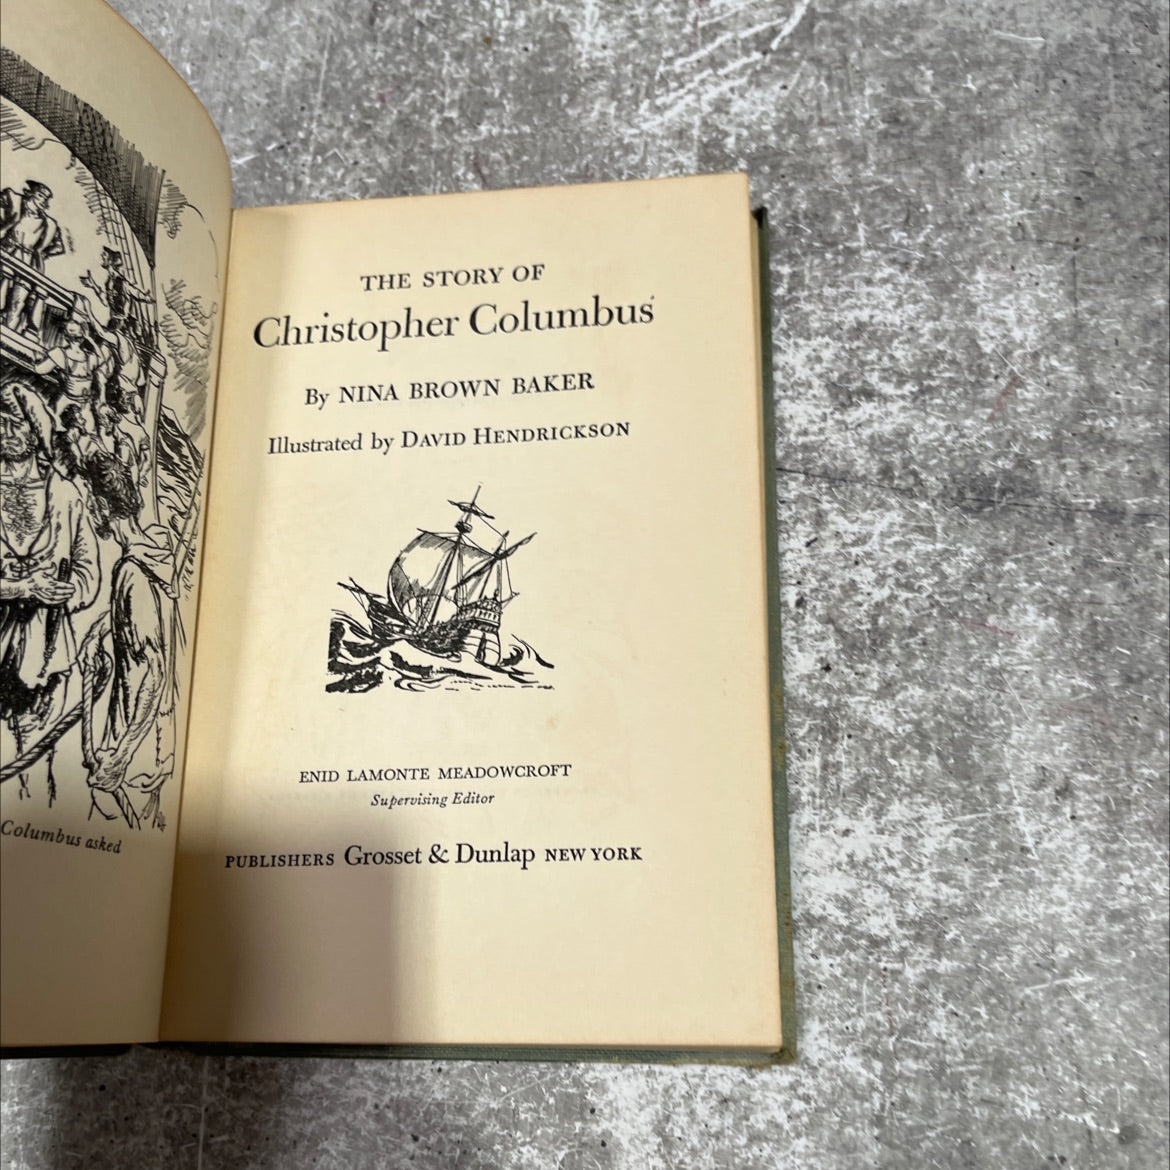 Columbus asked
THE STORY OF
Christopher Columbus
By NINA BROWN BAKER
Illustrated by DAVID HENDRICKSON
ENID LAMONTE MEADOWCROFT
Supervising Editor
PUBLISHERS Grosset & Dunlap NEW YORK